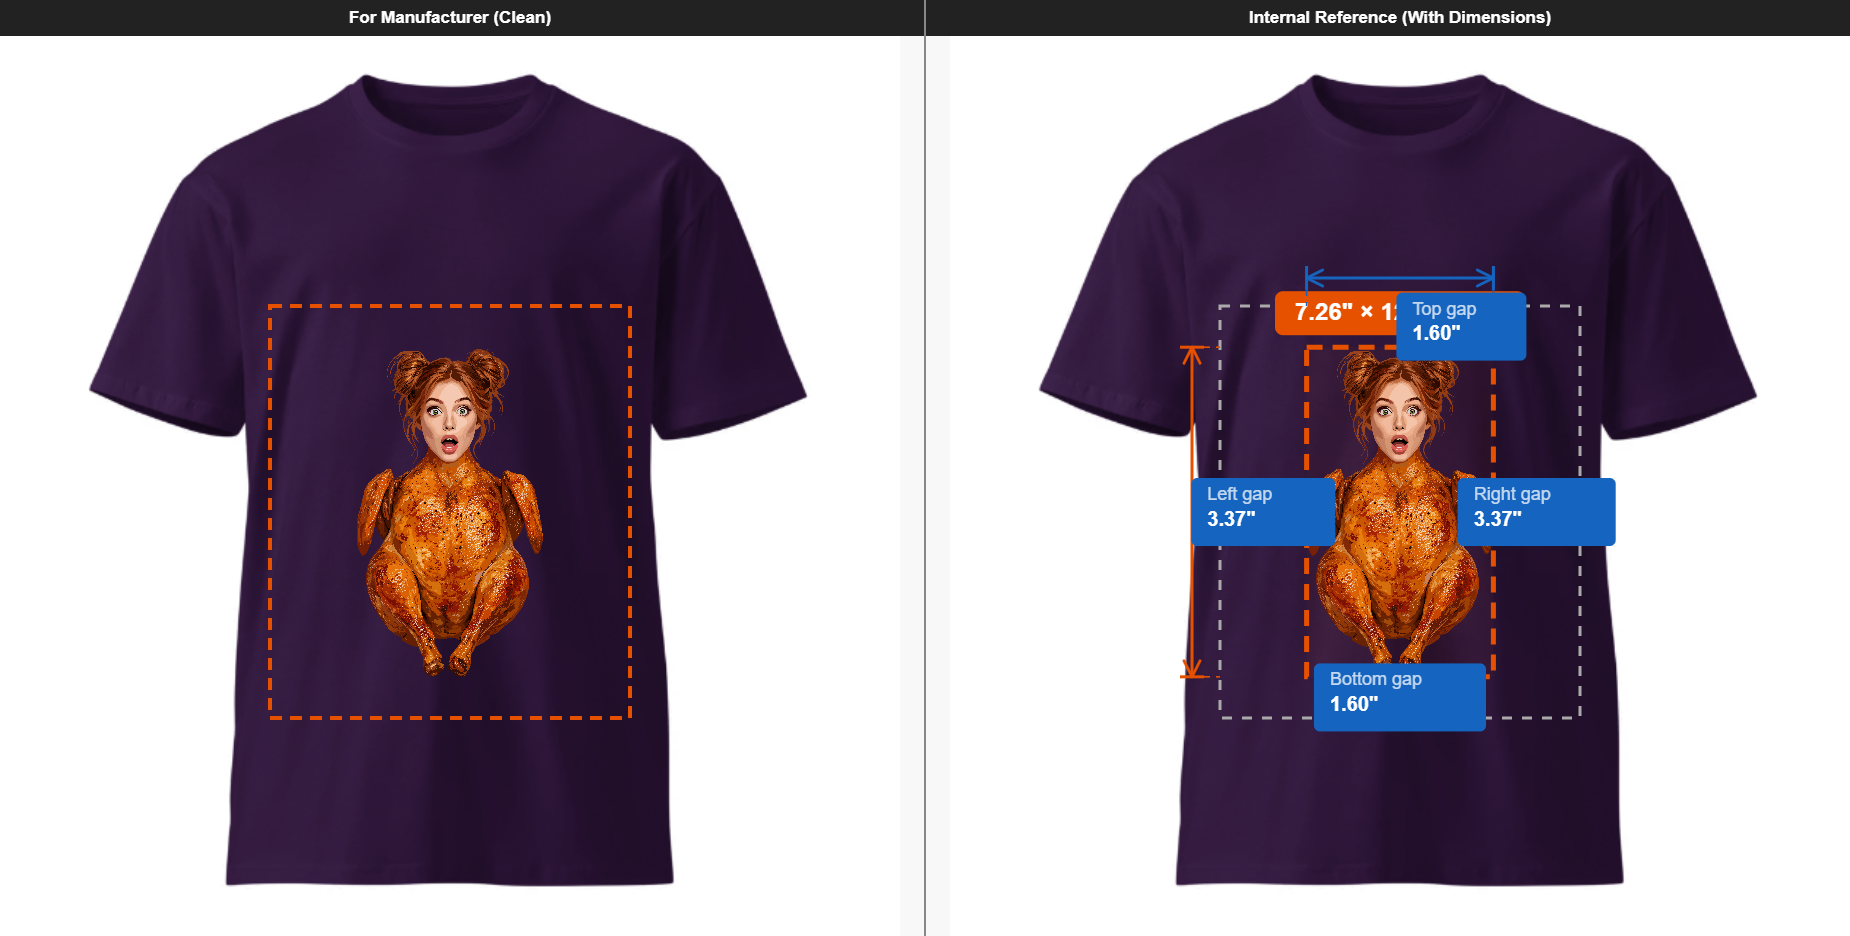 For Manufacturer (Clean)
Internal Reference (With Dimensions)
7.26" ×
Top gap
1.60"
Left gap
3.37"
Right gap
3.37"
Bottom gap
1.60"